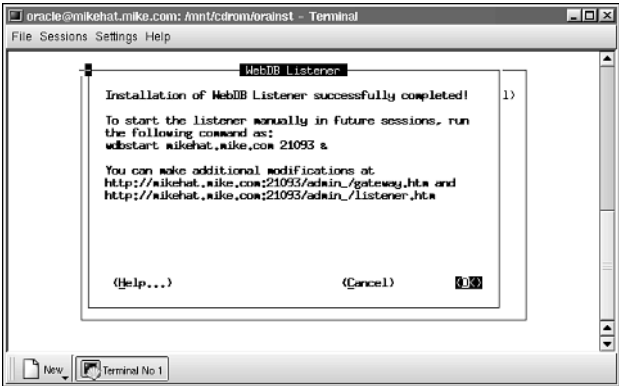 oracle@mikehat.mike.com: /mnt/cdrom/orainst - Terminal
File Sessions Settings Help
WebDB Listener
Installation of WebDB Listener successfully completed!
l)
To start the listener manually in future sessions, run
the following command as:
wdbstart mikehat.mike.com 21093 &
You can make additional modifications at
http://mikehat.mike.com:21093/admin_/gateway.htm and
http://mikehat.mike.com:21093/admin_/listener.htm
(Help...) (Cancel) (OK)
New Terminal No 1